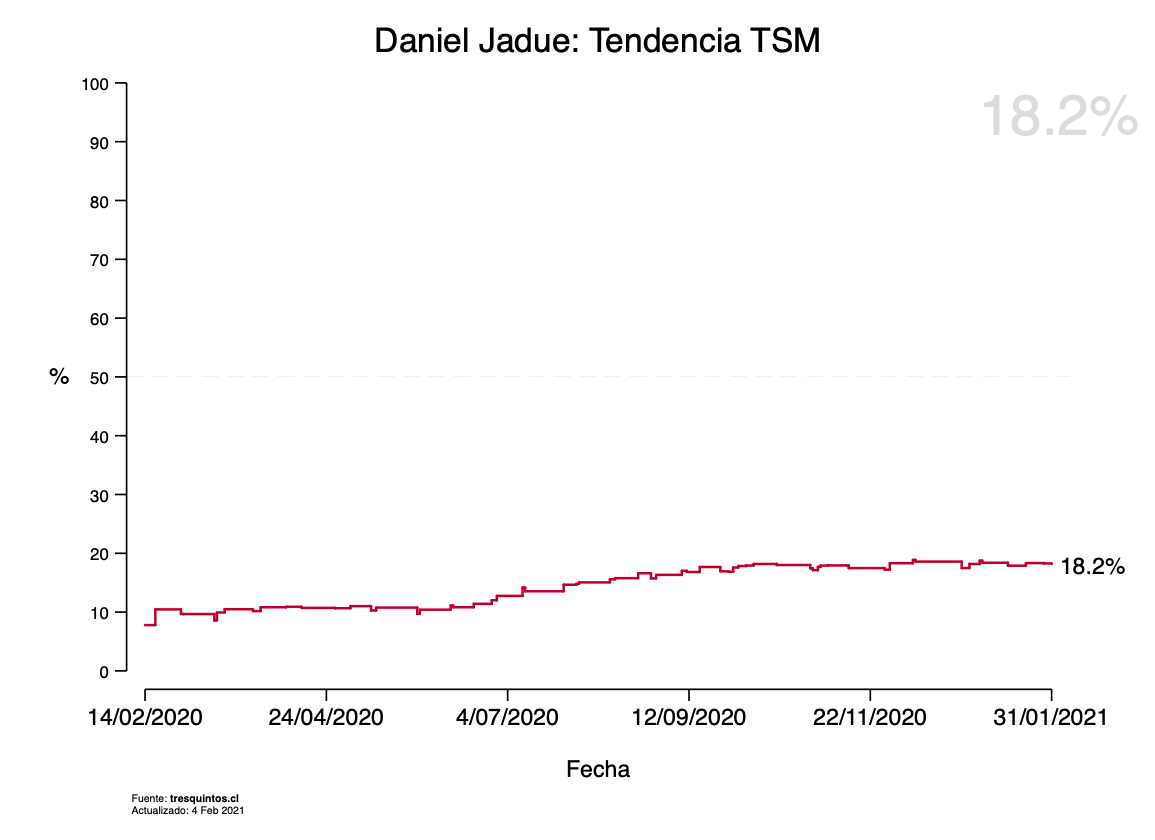 Daniel Jadue: Tendencia TSM
18.2%
100
90
80
70
60
% 50
40
30
20
18.2%
10
0
14/02/2020 24/04/2020 4/07/2020 12/09/2020 22/11/2020 31/01/2021
Fecha
Fuente: tresquintos.cl
Actualizado: 4 Feb 2021